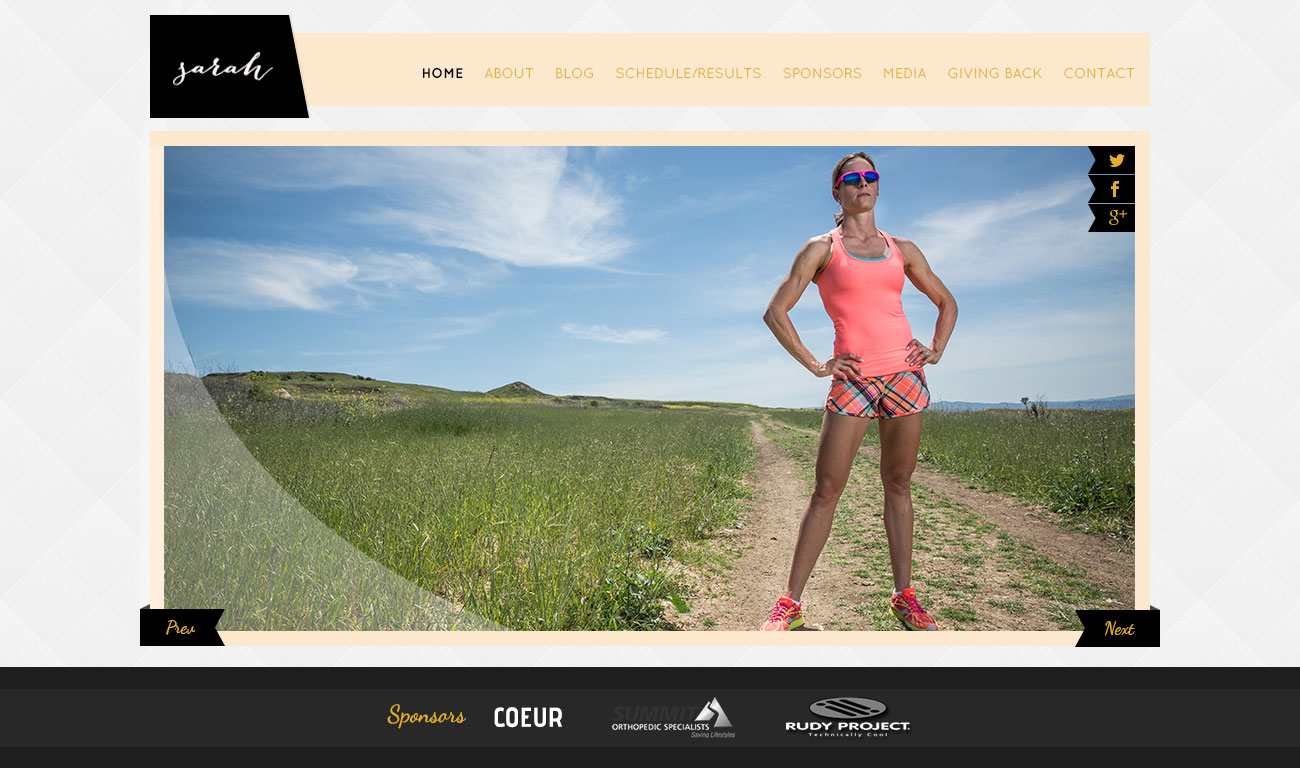 sarah
HOME ABOUT BLOG SCHEDULE/RESULTS SPONSORS MEDIA GIVING BACK CONTACT
g+
Prev
Next
Sponsors
COEUR
SUMMIT
ORTHOPEDIC SPECIALISTS
Saving Lifestyles
RUDY PROJECT.
Technically Cool